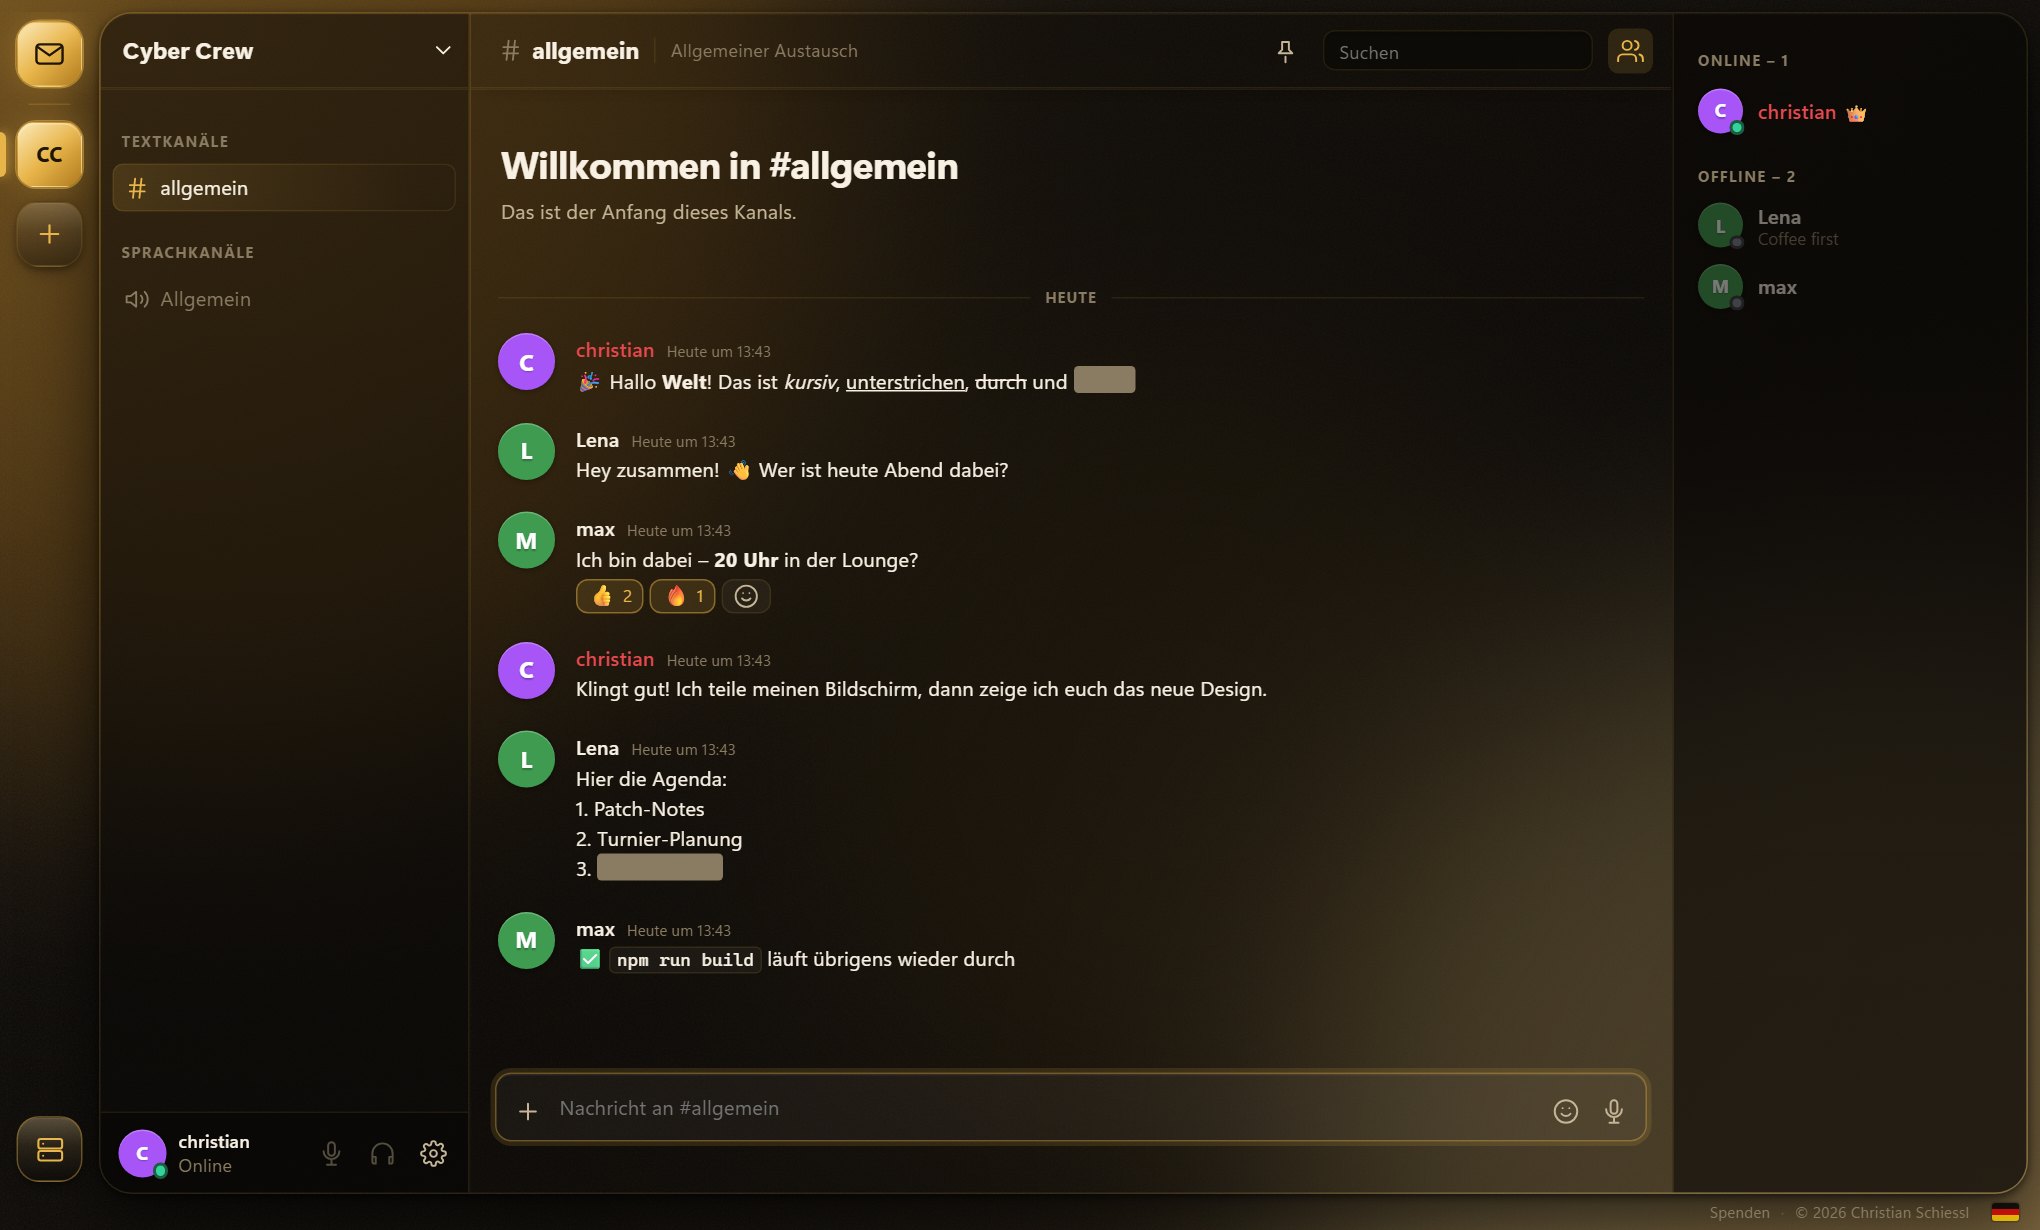 Cyber Crew
# allgemein
Allgemeiner Austausch
Suchen
CC
TEXTKANÄLE
# allgemein
SPRACHKANÄLE
Allgemein
Willkommen in #allgemein
Das ist der Anfang dieses Kanals.
HEUTE
C
christian Heute um 13:43
🎉 Hallo Welt! Das ist kursiv, unterstrichen, durch und
L
Lena Heute um 13:43
Hey zusammen! 👋 Wer ist heute Abend dabei?
M
max Heute um 13:43
Ich bin dabei – 20 Uhr in der Lounge?
👍 2 🔥 1
C
christian Heute um 13:43
Klingt gut! Ich teile meinen Bildschirm, dann zeige ich euch das neue Design.
L
Lena Heute um 13:43
Hier die Agenda:
1. Patch-Notes
2. Turnier-Planung
3.
M
max Heute um 13:43
✅ npm run build läuft übrigens wieder durch
Nachricht an #allgemein
C
christian
Online
ONLINE – 1
C
christian 👑
OFFLINE – 2
L
Lena
Coffee first
M
max
Spenden · © 2026 Christian Schiessl